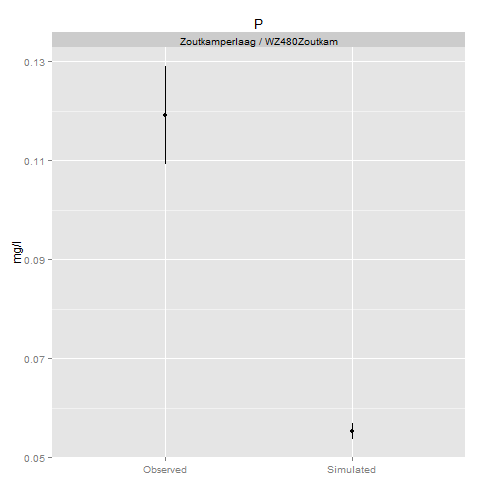 P
Zoutkamperlaag / WZ480Zoutkam
mg/l
0.13
0.11
0.09
0.07
0.05
Observed
Simulated